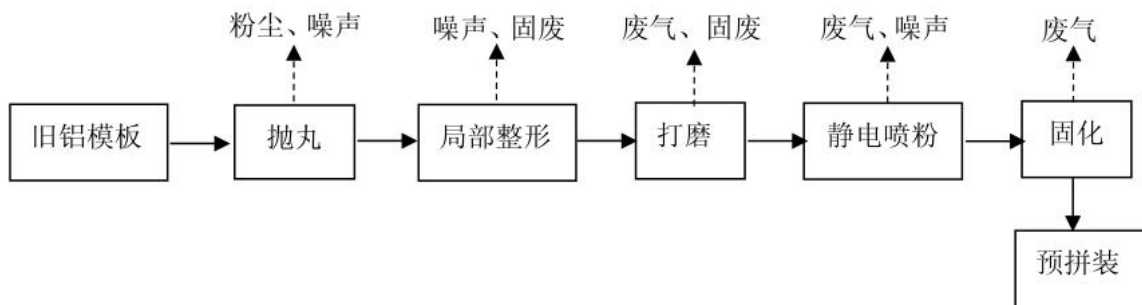 粉尘、噪声
噪声、固废
废气、固废
废气、噪声
废气
旧铝模板
抛丸
局部整形
打磨
静电喷粉
固化
预拼装